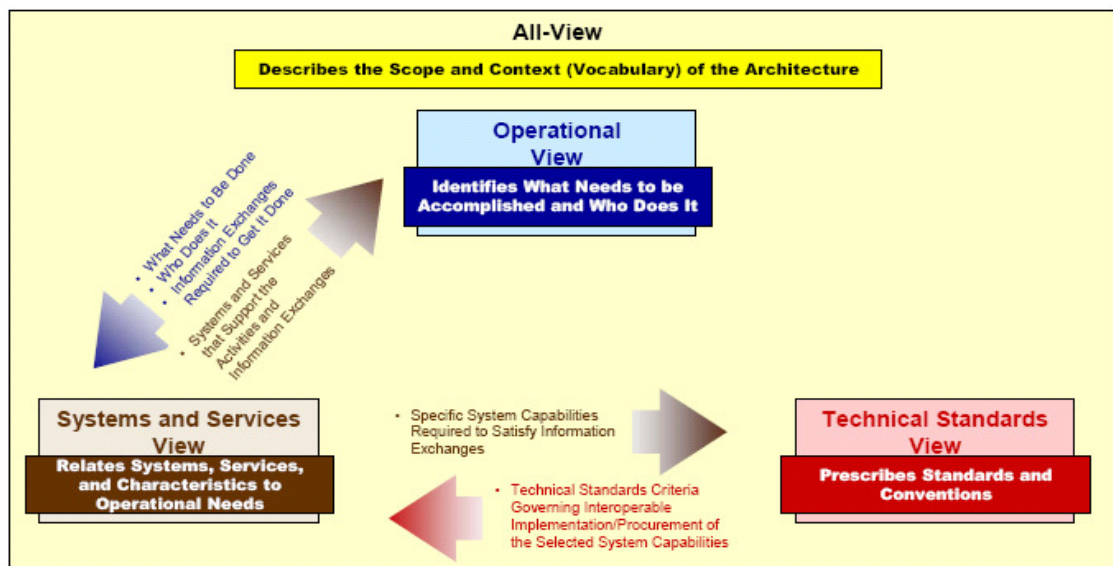 All-View
Describes the Scope and Context (Vocabulary) of the Architecture
Operational
View
Identifies What Needs to be
Accomplished and Who Does It
• What Needs to Be Done
• Who Does It
• Information Exchanges
Required to Get It Done
• Systems and Services
that Support the
Activities and
Information Exchanges
Systems and Services
View
Relates Systems, Services,
and Characteristics to
Operational Needs
• Specific System Capabilities
Required to Satisfy Information
Exchanges
• Technical Standards Criteria
Governing Interoperable
Implementation/Procurement of
the Selected System Capabilities
Technical Standards
View
Prescribes Standards and
Conventions